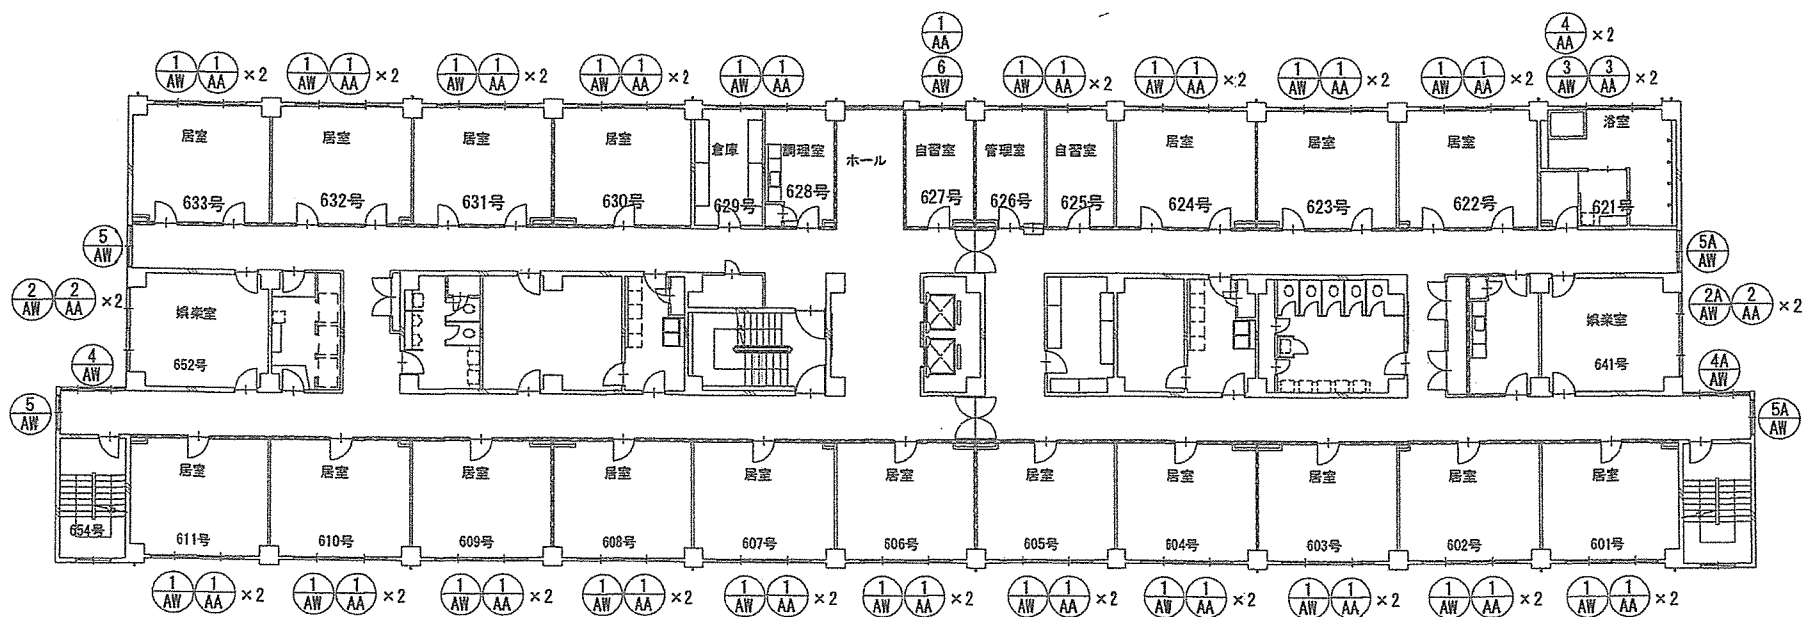 1 AA
4 AA ×2
1 AW 1 AA ×2
1 AW 1 AA ×2
1 AW 1 AA ×2
1 AW 1 AA ×2
1 AW 1 AA
6 AW
1 AW 1 AA ×2
1 AW 1 AA ×2
1 AW 1 AA ×2
1 AW 1 AA ×2
3 AW 3 AA ×2
居室
居室
居室
居室
倉庫
調理室
ホール
自習室
管理室
自習室
居室
居室
居室
浴室
633号
632号
631号
630号
629号
628号
627号
626号
625号
624号
623号
622号
621号
5 AW
5A AW
2 AW 2 AA ×2
娯楽室
652号
娯楽室
641号
2A AW 2 AA ×2
4 AW
4A AW
5 AW
5A AW
居室
居室
居室
居室
居室
居室
居室
居室
居室
居室
居室
654号
611号
610号
609号
608号
607号
606号
605号
604号
603号
602号
601号
1 AW 1 AA ×2
1 AW 1 AA ×2
1 AW 1 AA ×2
1 AW 1 AA ×2
1 AW 1 AA ×2
1 AW 1 AA ×2
1 AW 1 AA ×2
1 AW 1 AA ×2
1 AW 1 AA ×2
1 AW 1 AA ×2
1 AW 1 AA ×2